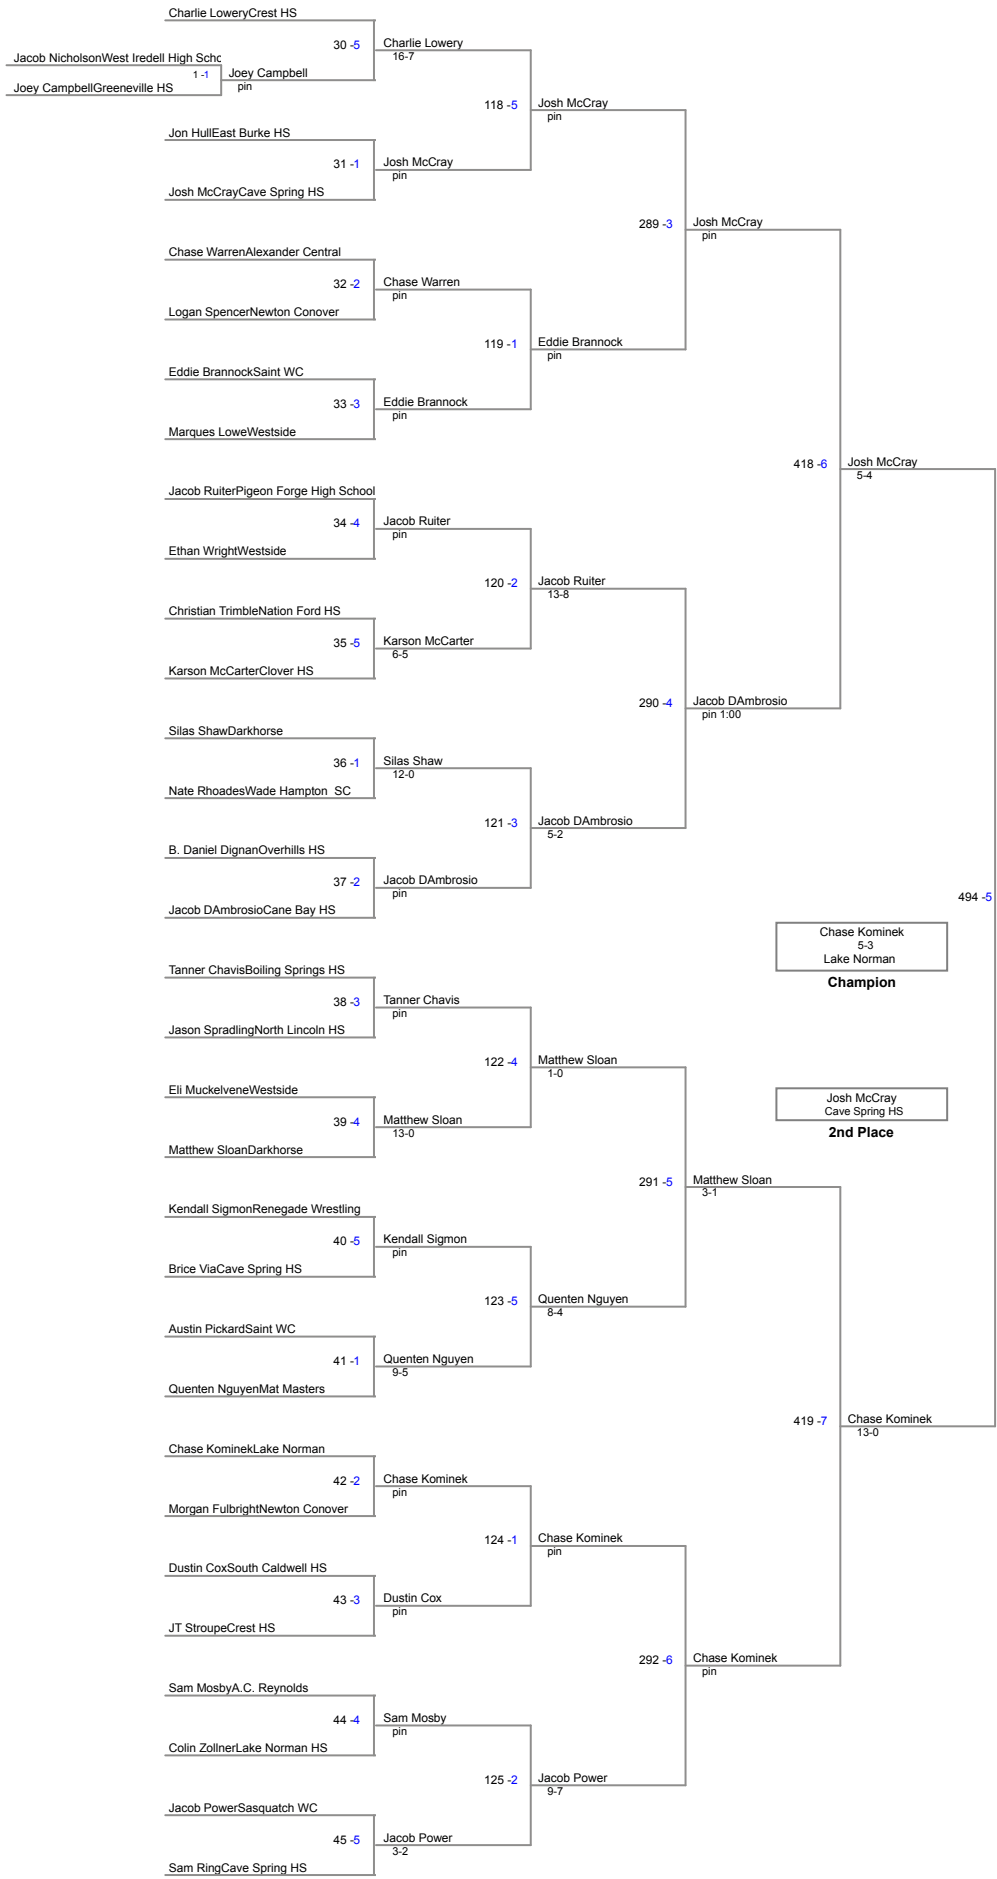 Charlie LoweryCrest HS
30 -5
Charlie Lowery
16-7
Jacob NicholsonWest Iredell High Scho
1 -1
Joey Campbell
pin
Joey CampbellGreeneville HS
118 -5
Josh McCray
pin
Jon HullEast Burke HS
31 -1
Josh McCray
pin
Josh McCrayCave Spring HS
289 -3
Josh McCray
pin
Chase WarrenAlexander Central
32 -2
Chase Warren
pin
Logan SpencerNewton Conover
119 -1
Eddie Brannock
pin
Eddie BrannockSaint WC
33 -3
Eddie Brannock
pin
Marques LoweWestside
418 -6
Josh McCray
5-4
Jacob RuiterPigeon Forge High School
34 -4
Jacob Ruiter
pin
Ethan WrightWestside
120 -2
Jacob Ruiter
13-8
Christian TrimbleNation Ford HS
35 -5
Karson McCarter
6-5
Karson McCarterClover HS
290 -4
Jacob DAmbrosio
pin 1:00
Silas ShawDarkhorse
36 -1
Silas Shaw
12-0
Nate RhoadesWade Hampton  SC
121 -3
Jacob DAmbrosio
5-2
B. Daniel DignanOverhills HS
37 -2
Jacob DAmbrosio
pin
Jacob DAmbrosioCane Bay HS
494 -5
Chase Kominek
5-3
Lake Norman
Champion
Tanner ChavisBoiling Springs HS
38 -3
Tanner Chavis
pin
Jason SpradlingNorth Lincoln HS
122 -4
Matthew Sloan
1-0
Eli MuckelveneWestside
39 -4
Matthew Sloan
13-0
Matthew SloanDarkhorse
Josh McCray
Cave Spring HS
2nd Place
291 -5
Matthew Sloan
3-1
Kendall SigmonRenegade Wrestling
40 -5
Kendall Sigmon
pin
Brice ViaCave Spring HS
123 -5
Quenten Nguyen
8-4
Austin PickardSaint WC
41 -1
Quenten Nguyen
9-5
Quenten NguyenMat Masters
419 -7
Chase Kominek
13-0
Chase KominekLake Norman
42 -2
Chase Kominek
pin
Morgan FulbrightNewton Conover
124 -1
Chase Kominek
pin
Dustin CoxSouth Caldwell HS
43 -3
Dustin Cox
pin
JT StroupeCrest HS
292 -6
Chase Kominek
pin
Sam MosbyA.C. Reynolds
44 -4
Sam Mosby
pin
Colin ZollnerLake Norman HS
125 -2
Jacob Power
9-7
Jacob PowerSasquatch WC
45 -5
Jacob Power
3-2
Sam RingCave Spring HS